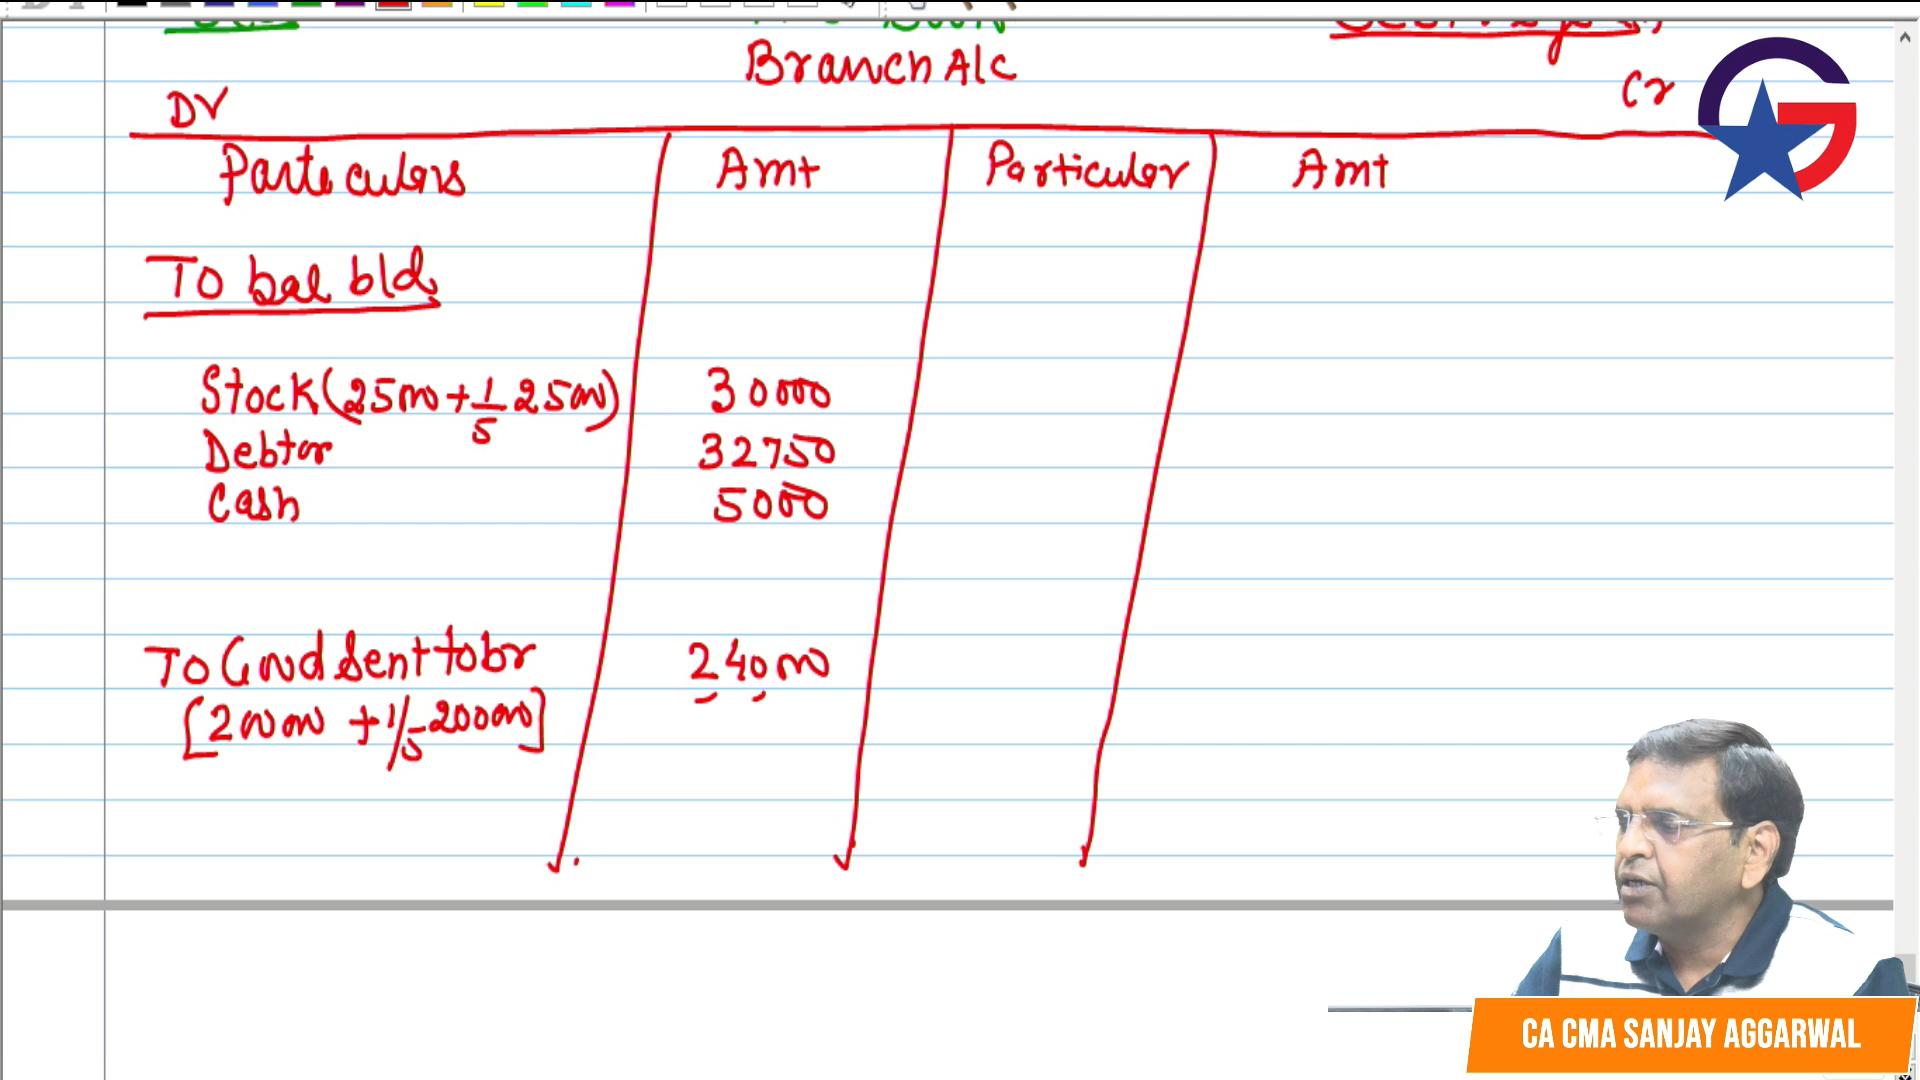 Branch A/c
Dr
Cr
Particulars
Amt
Particular
Amt
To bal b/d
Stock (25000 + 1/5 25000)
30000
Debtor
32750
Cash
5000
To Good Sent to br
240000
[200000 + 1/5 200000]
CA CMA SANJAY AGGARWAL